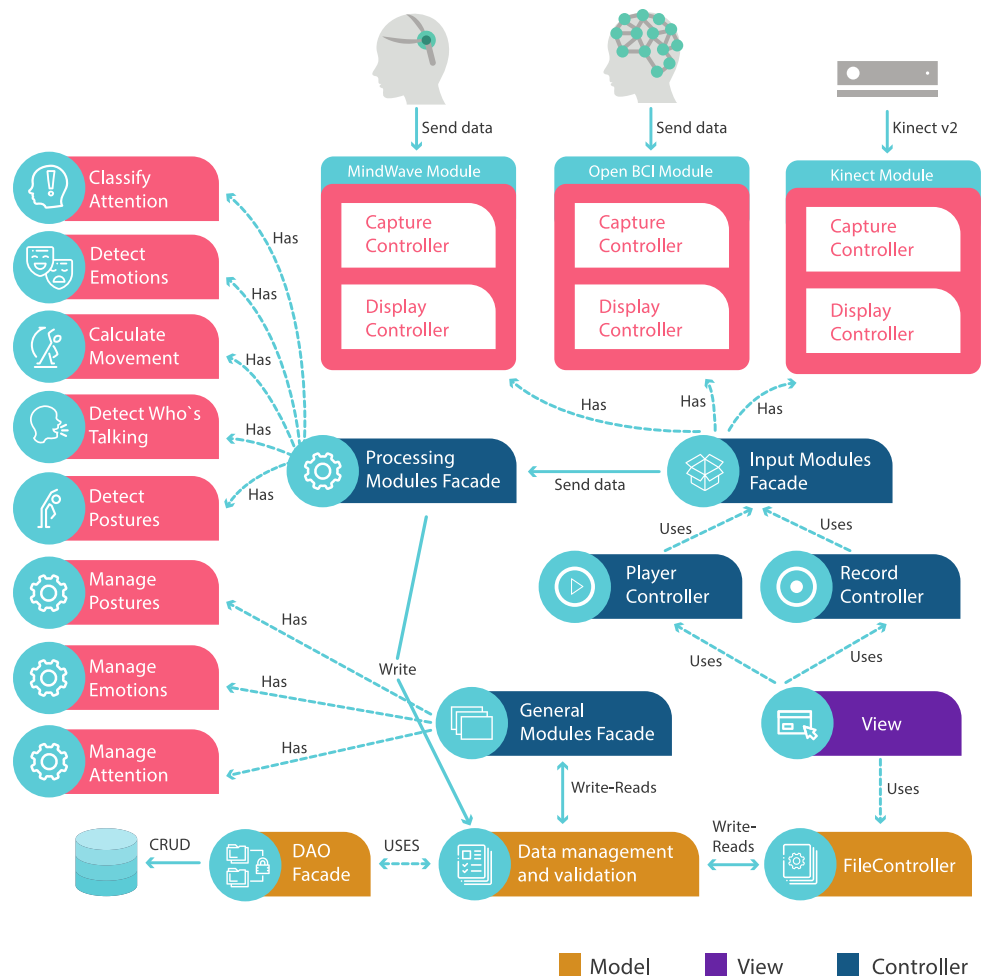 Send data
Send data
Kinect v2
MindWave Module
Open BCI Module
Kinect Module
Capture
Controller
Display
Controller
Capture
Controller
Display
Controller
Capture
Controller
Display
Controller
Classify
Attention
Detect
Emotions
Calculate
Movement
Detect Who`s
Talking
Detect
Postures
Manage
Postures
Manage
Emotions
Manage
Attention
Has
Has
Has
Has
Has
Has
Has
Has
Processing
Modules Facade
Send data
Input Modules
Facade
Uses
Uses
Player
Controller
Record
Controller
Uses
Uses
View
Uses
Has
Has
Has
Write
General
Modules Facade
Write-Reads
CRUD
DAO
Facade
USES
Data management
and validation
Write-
Reads
FileController
Model
View
Controller